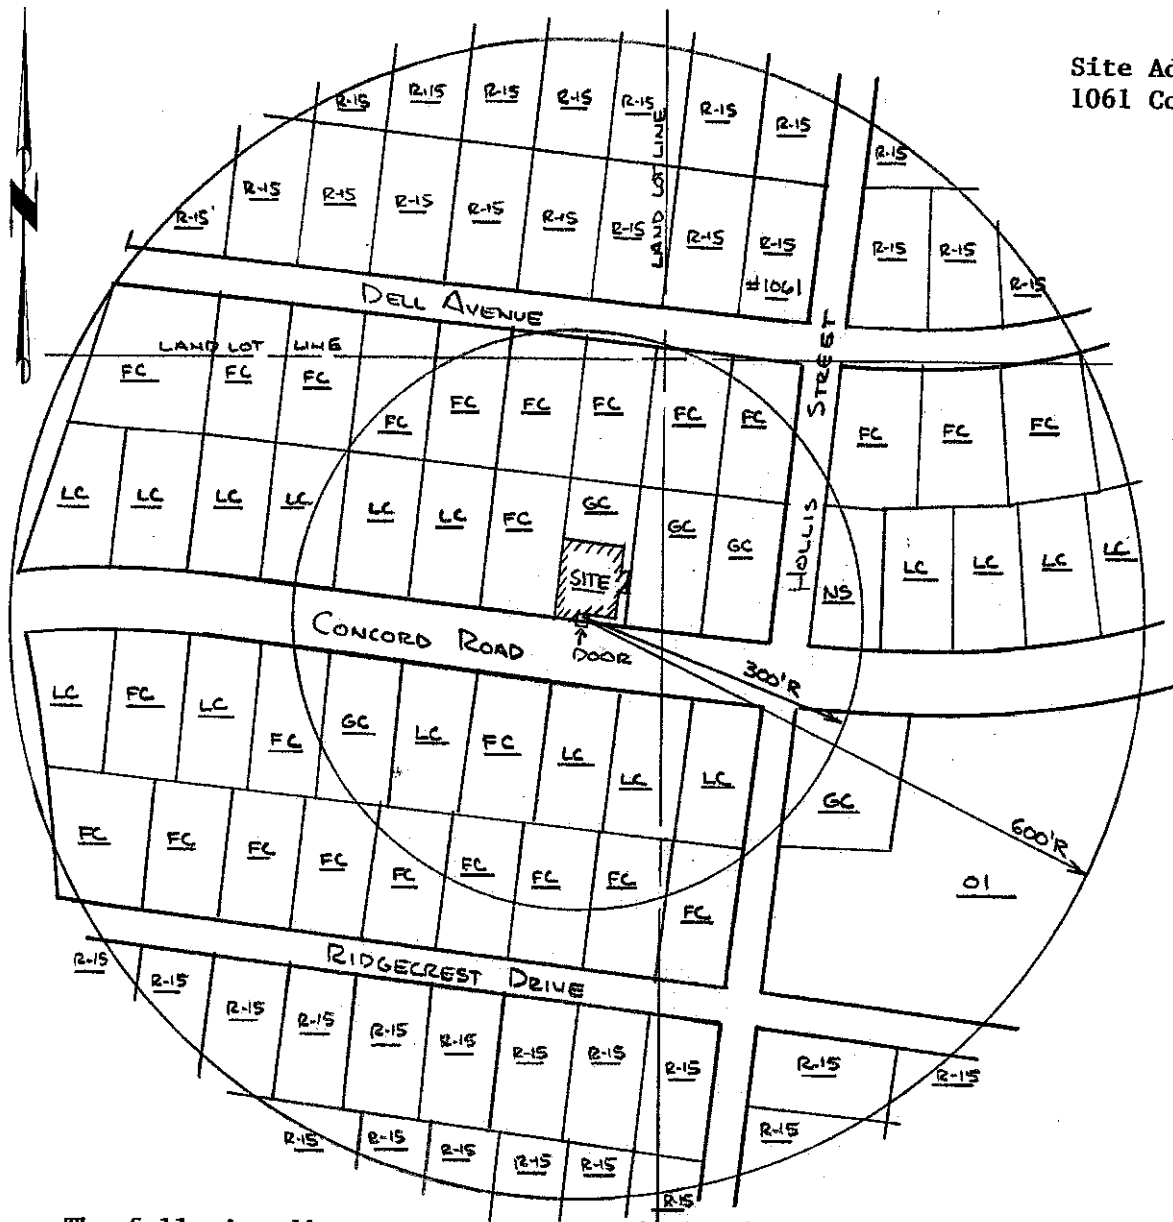 Site Ad
1061 Co
R-15 R-15 R-15 R-15 R-15 R-15 R-15
R-15
R-15 R-15 R-15 R-15 R-15 R-15 R-15 R-15 R-15
R-15 R-15 R-15
LAND LOT LINE
#1061
N
DELL AVENUE
LAND LOT LINE
HOLLIS STREET
FC FC FC FC FC FC FC FC FC
FC FC FC
LC LC LC LC LC LC FC GC GC GC
NS LC LC LC LC
SITE
CONCORD ROAD
DOOR
300'R
LC FC LC FC GC LC FC LC LC LC
GC
600'R
FC FC FC FC FC FC FC FC FC
OI
RIDGECREST DRIVE
R-15 R-15 R-15 R-15 R-15 R-15 R-15 R-15 R-15
R-15 R-15
R-15 R-15 R-15 R-15 R-15 R-15
R-15